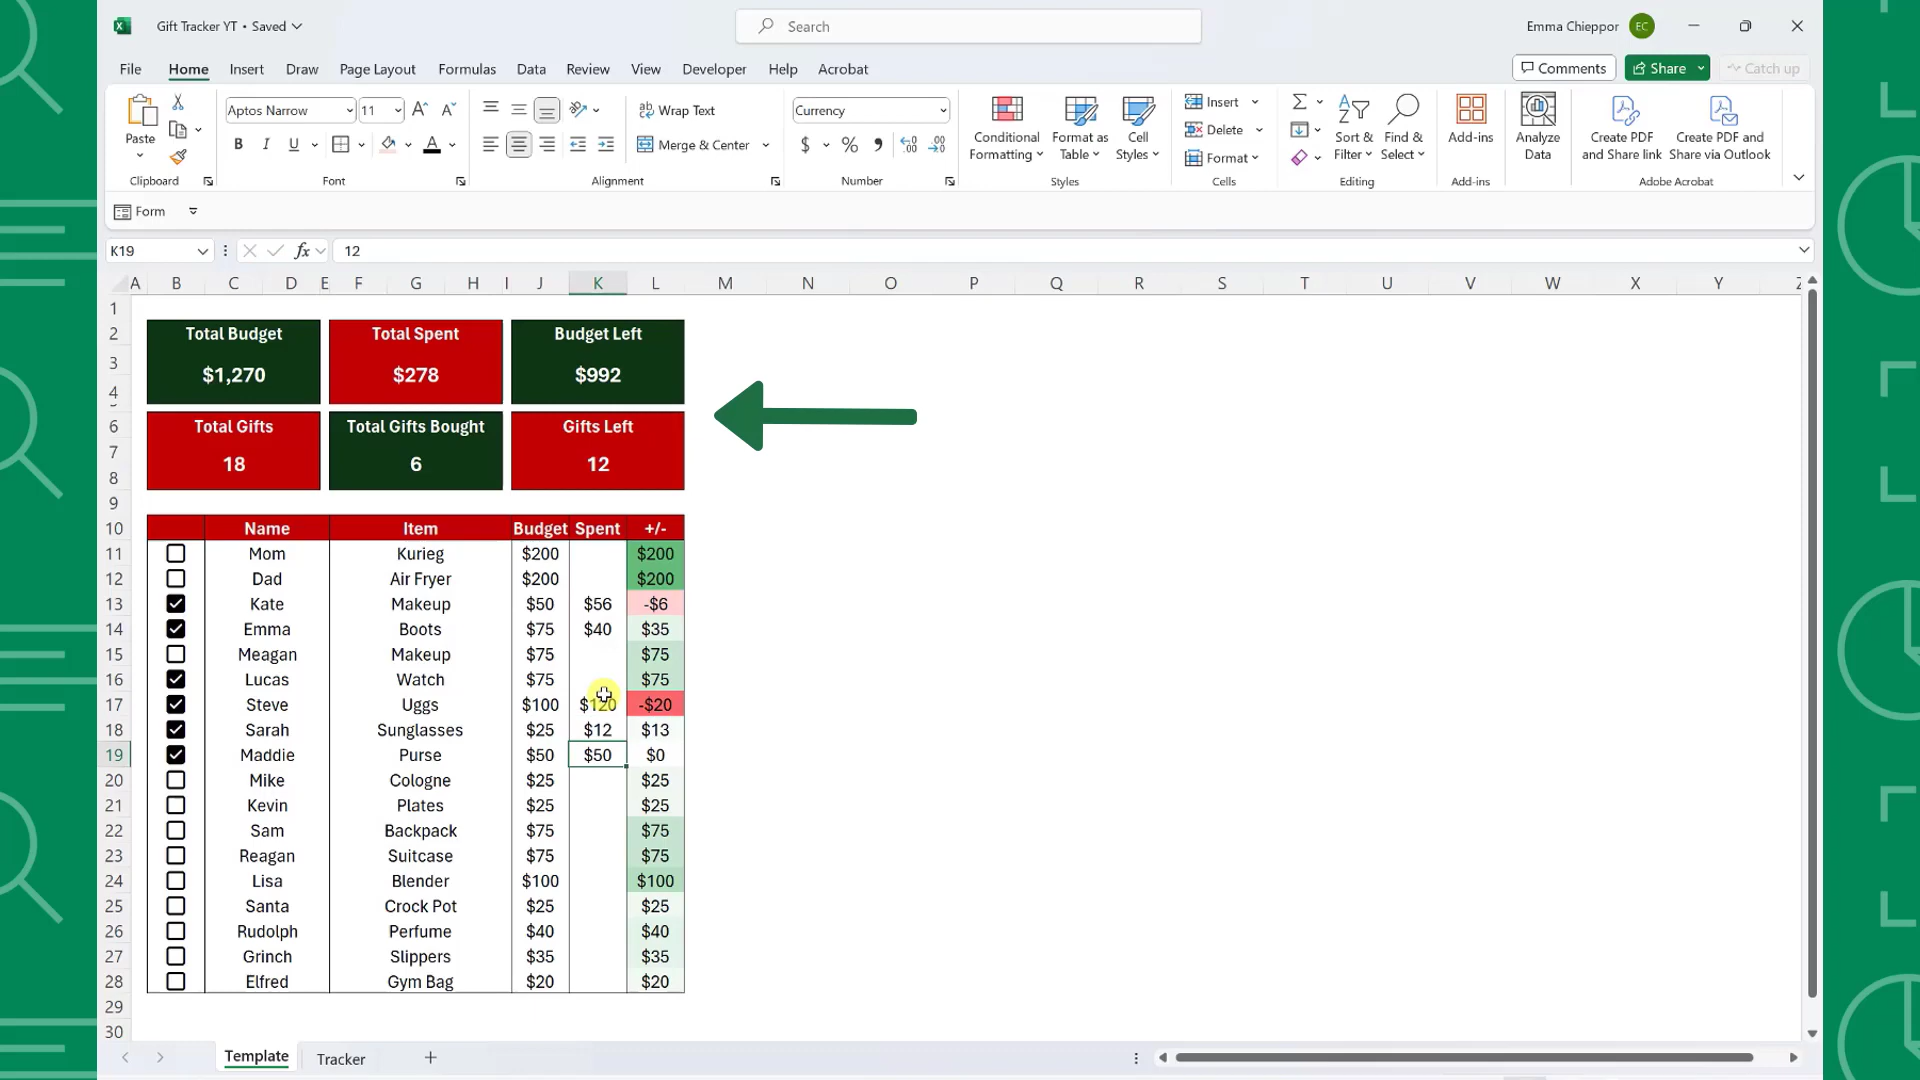 Gift Tracker YT • Saved
Search
Emma Chieppor EC
File Home Insert Draw Page Layout Formulas Data Review View Developer Help Acrobat
Comments Share Catch up
Paste
Clipboard
Aptos Narrow 11
B I U
Font
Wrap Text
Merge & Center
Alignment
Currency
$ % ,
Number
Conditional Formatting
Format as Table
Cell Styles
Styles
Insert
Delete
Format
Cells
Sort & Filter
Find & Select
Editing
Add-ins
Add-ins
Analyze Data
Create PDF and Share link
Create PDF and Share via Outlook
Adobe Acrobat
Form
K19 fx 12
A B C D E F G H I J K L M N O P Q R S T U V W X Y Z
1
2 Total Budget Total Spent Budget Left
3 $1,270 $278 $992
4
6 Total Gifts Total Gifts Bought Gifts Left
7 18 6 12
8
9
10 Name Item Budget Spent +/-
11 Mom Kurieg $200 $200
12 Dad Air Fryer $200 $200
13 Kate Makeup $50 $56 -$6
14 Emma Boots $75 $40 $35
15 Meagan Makeup $75 $75
16 Lucas Watch $75 $75
17 Steve Uggs $100 $120 -$20
18 Sarah Sunglasses $25 $12 $13
19 Maddie Purse $50 $50 $0
20 Mike Cologne $25 $25
21 Kevin Plates $25 $25
22 Sam Backpack $75 $75
23 Reagan Suitcase $75 $75
24 Lisa Blender $100 $100
25 Santa Crock Pot $25 $25
26 Rudolph Perfume $40 $40
27 Grinch Slippers $35 $35
28 Elfred Gym Bag $20 $20
29
30
Template Tracker +